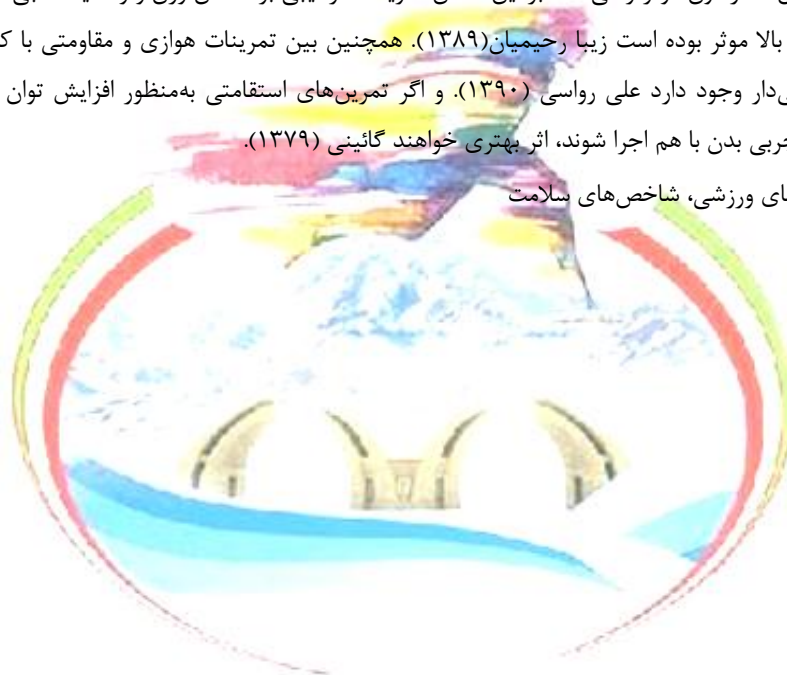 بالا موثر بوده است زیبا رحیمیان(۱۳۸۹). همچنین بین تمرینات هوازی و مقاومتی با ک
ی‌دار وجود دارد علی رواسی (۱۳۹۰). و اگر تمرین‌های استقامتی به‌منظور افزایش توان
چربی بدن با هم اجرا شوند، اثر بهتری خواهند گائینی (۱۳۷۹).
ای ورزشی، شاخص‌های سلامت